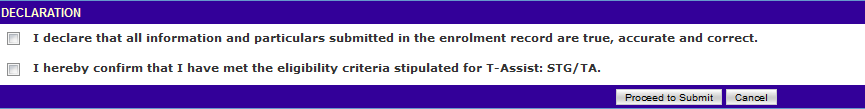 DECLARATION
I declare that all information and particulars submitted in the enrolment record are true, accurate and correct.
I hereby confirm that I have met the eligibility criteria stipulated for T-Assist: STG/TA.
Proceed to Submit Cancel